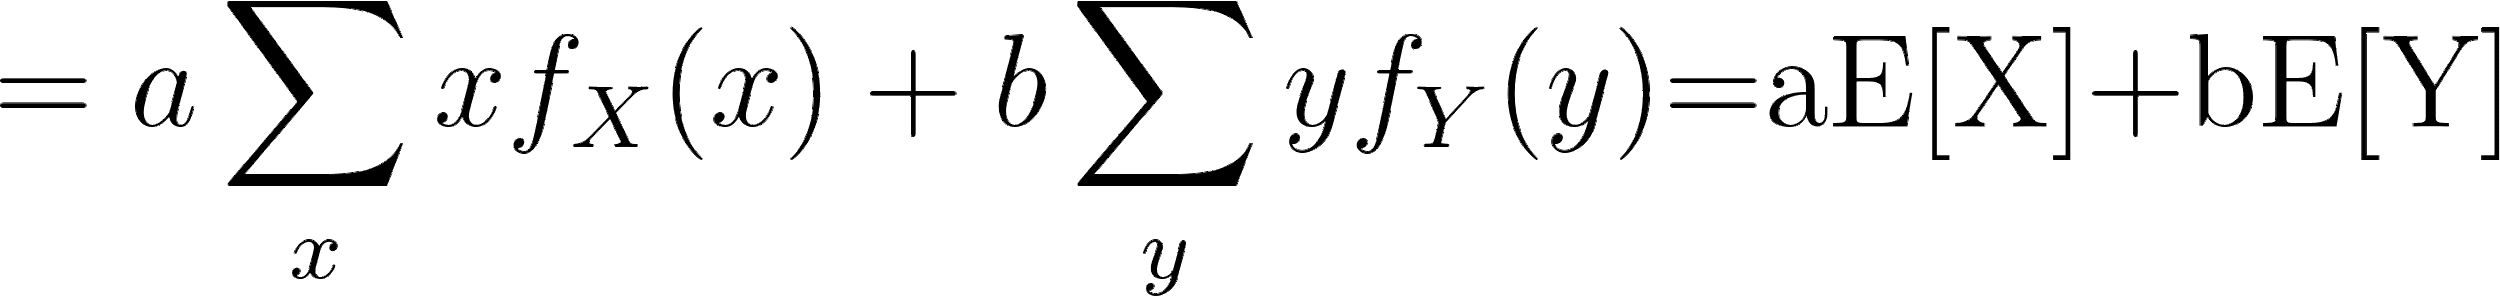 = a ∑_x x f_X(x) + b ∑_y y f_Y(y)=aE[X]+bE[Y]